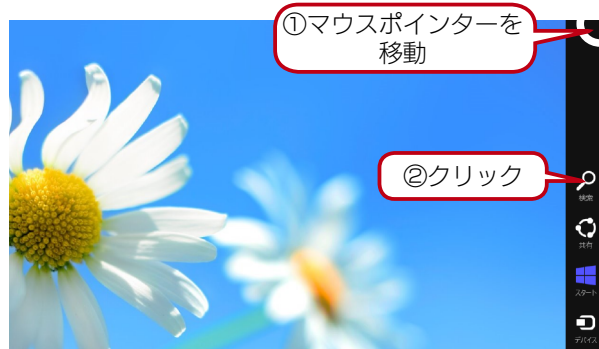 ①マウスポインターを
移動
②クリック
検索
共有
スタート
デバイス